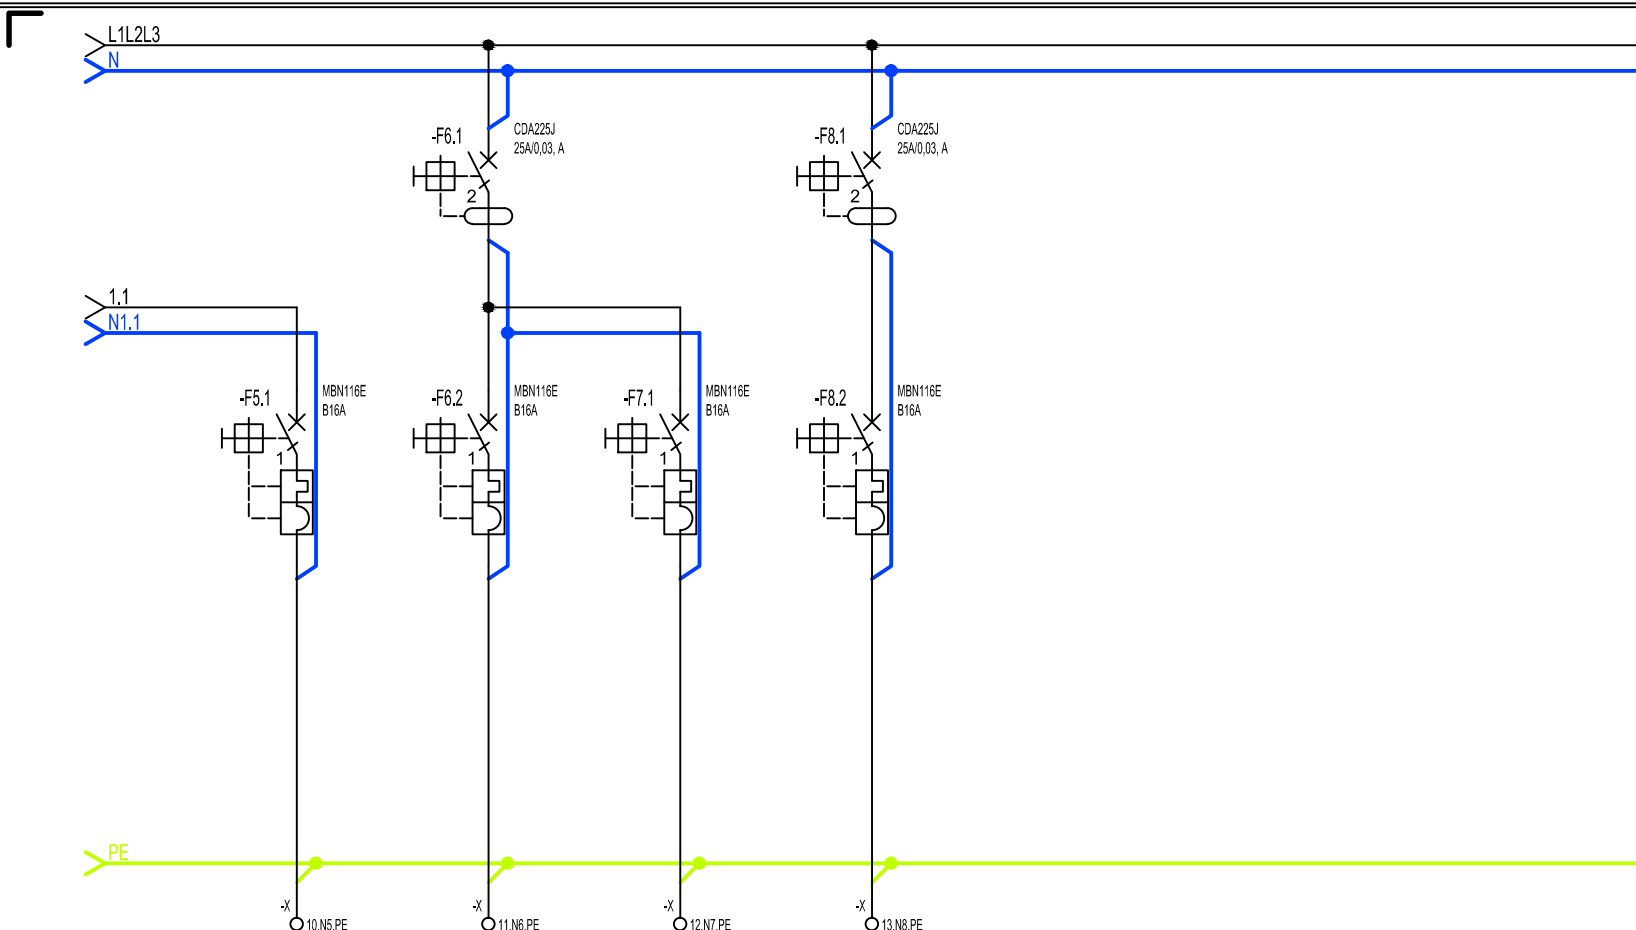 L1L2L3
N
-F6.1
CDA225J
25A/0,03, A
2
-F8.1
CDA225J
25A/0,03, A
2
1.1
N1.1
-F5.1
MBN116E
B16A
1
-F6.2
MBN116E
B16A
1
-F7.1
MBN116E
B16A
1
-F8.2
MBN116E
B16A
1
PE
-X
10.N5.PE
-X
11.N6.PE
-X
12.N7.PE
-X
13.N8.PE